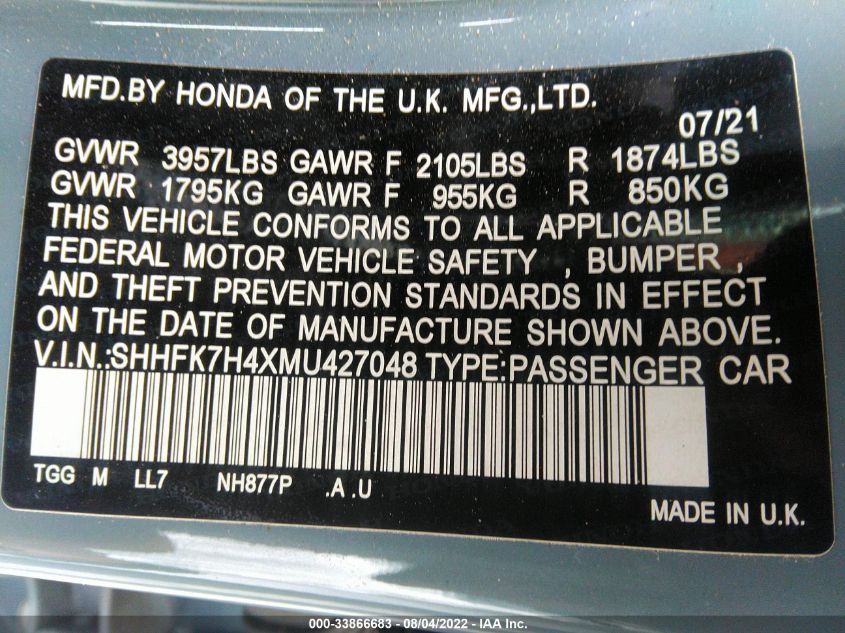 MFD.BY HONDA OF THE U.K. MFG.,LTD.
07/21
GVWR 3957LBS GAWR F 2105LBS R 1874LBS
GVWR 1795KG GAWR F 955KG R 850KG
THIS VEHICLE CONFORMS TO ALL APPLICABLE
FEDERAL MOTOR VEHICLE SAFETY , BUMPER ,
AND THEFT PREVENTION STANDARDS IN EFFECT
ON THE DATE OF MANUFACTURE SHOWN ABOVE.
V.I.N.:SHHFK7H4XMU427048 TYPE:PASSENGER CAR
TGG M LL7 NH877P .A .U
MADE IN U.K.
000-33866683 - 08/04/2022 - IAA Inc.